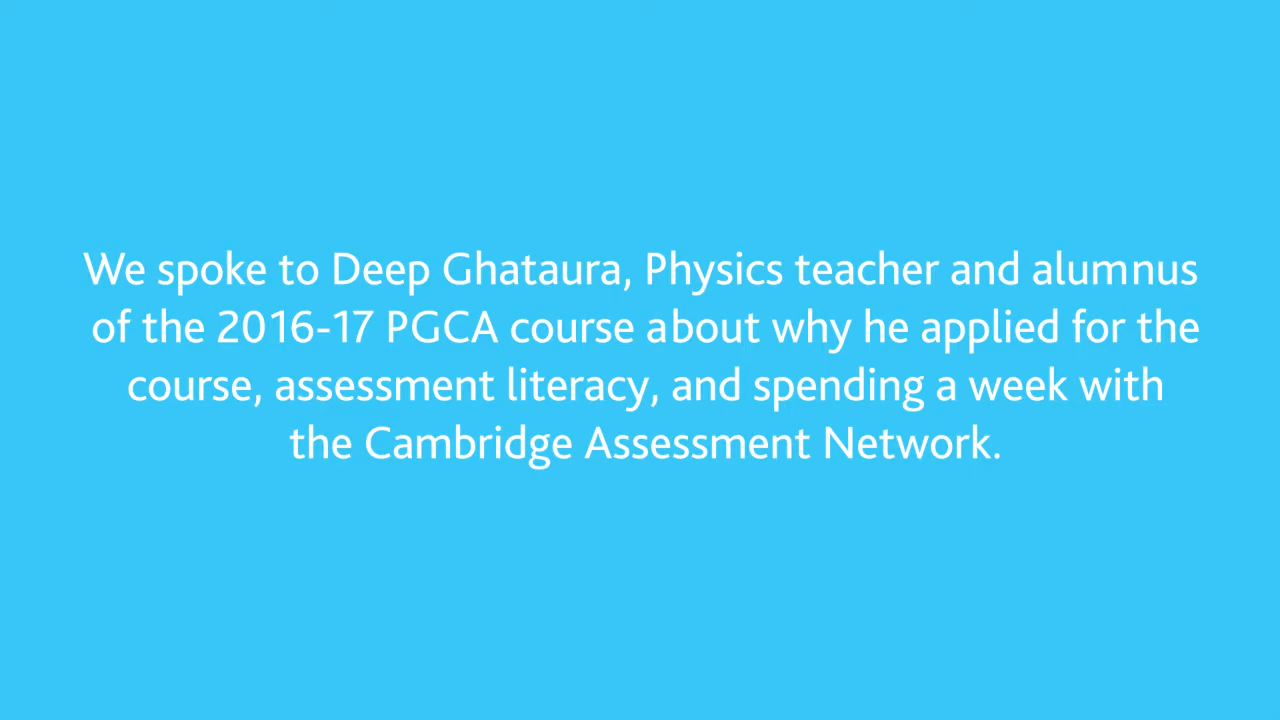 We spoke to Deep Ghataura, Physics teacher and alumnus
of the 2016-17 PGCA course about why he applied for the
course, assessment literacy, and spending a week with
the Cambridge Assessment Network.